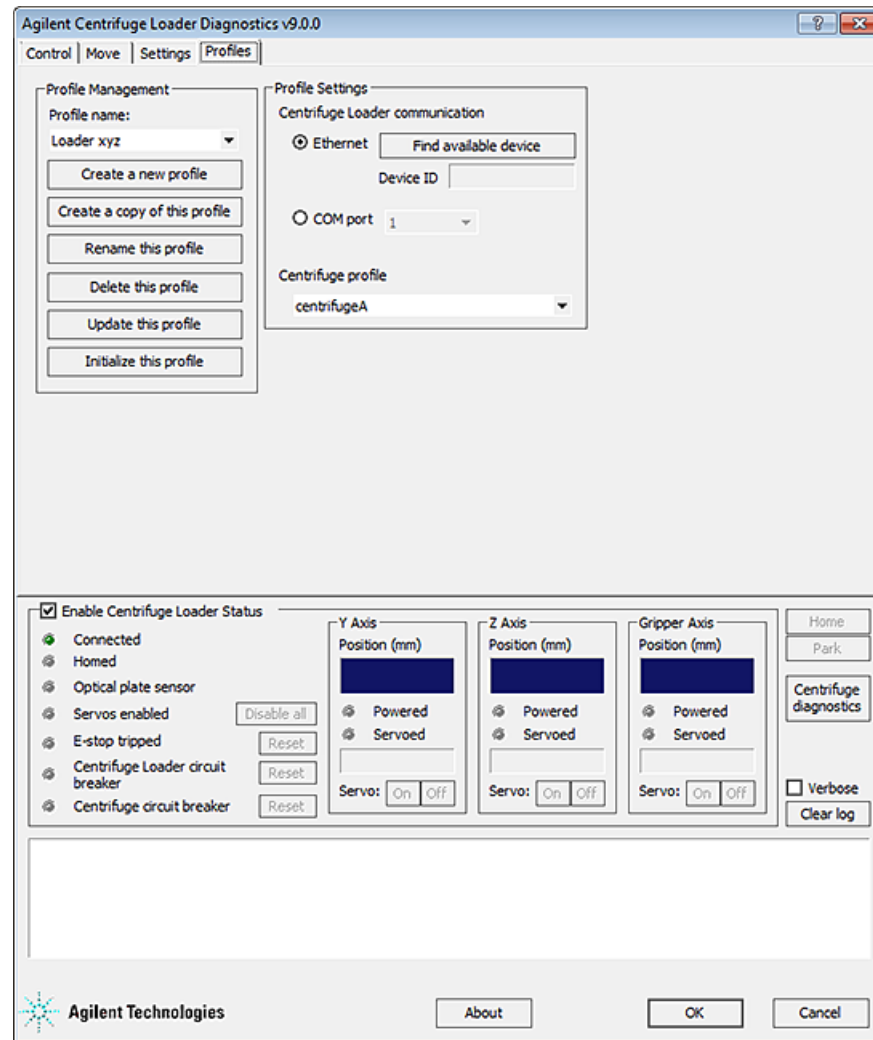 Agilent Centrifuge Loader Diagnostics v9.0.0
Control Move Settings Profiles
Profile Management
Profile name:
Loader xyz
Create a new profile
Create a copy of this profile
Rename this profile
Delete this profile
Update this profile
Initialize this profile
Profile Settings
Centrifuge Loader communication
Ethernet Find available device
Device ID
COM port 1
Centrifuge profile
centrifugeA
Enable Centrifuge Loader Status
Connected
Homed
Optical plate sensor
Servos enabled Disable all
E-stop tripped Reset
Centrifuge Loader circuit
breaker Reset
Centrifuge circuit breaker Reset
Y Axis
Position (mm)
Powered
Servoed
Servo: On Off
Z Axis
Position (mm)
Powered
Servoed
Servo: On Off
Gripper Axis
Position (mm)
Powered
Servoed
Servo: On Off
Home
Park
Centrifuge
diagnostics
Verbose
Clear log
Agilent Technologies
About OK Cancel